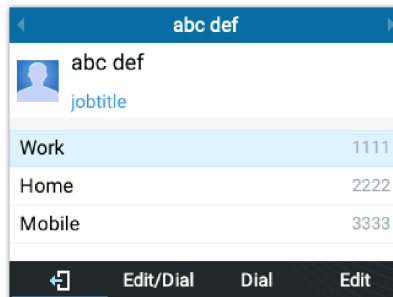 abc def
abc def
jobtitle
Work 1111
Home 2222
Mobile 3333
Edit/Dial Dial Edit